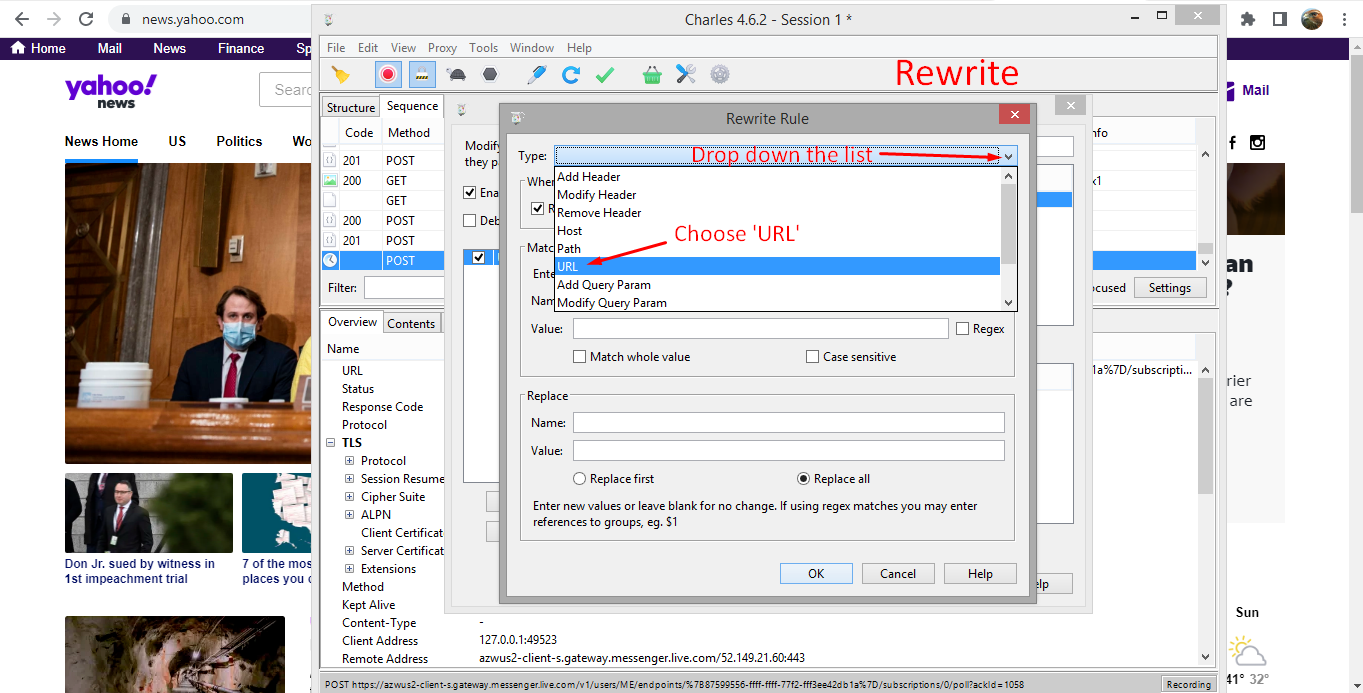 news.yahoo.com
Home Mail News Finance Sp
yahoo!
news
Sear
Mail
News Home US Politics Wo
Don Jr. sued by witness in
1st impeachment trial
7 of the mos
places you c
Charles 4.6.2 - Session 1 *
File Edit View Proxy Tools Window Help
Rewrite
Structure Sequence
Code Method
nfo
201 POST
200 GET
x1
GET
200 POST
201 POST
POST
Filter:
ocused Settings
Overview Contents
Name
URL
1a%7D/subscripti...
Status
Response Code
Protocol
TLS
Protocol
Session Resume
Cipher Suite
ALPN
Client Certificat
Server Certificat
Extensions
Method
Kept Alive
Content-Type -
Client Address 127.0.0.1:49523
Remote Address azwus2-client-s.gateway.messenger.live.com/52.149.21.60:443
POST https://azwus2-client-s.gateway.messenger.live.com/v1/users/ME/endpoints/%7B87599556-ffff-ffff-77f2-fff3ee42db1a%7D/subscriptions/0/poll?ackId=1058
Recording
Modify
they p
Ena
Deb
elp
Rewrite Rule
Type:
Drop down the list
Add Header
Modify Header
Remove Header
Host
Path
URL
Add Query Param
Modify Query Param
Choose 'URL'
Wher
R
Matc
Ente
Nam
Value: Regex
Match whole value Case sensitive
Replace
Name:
Value:
Replace first Replace all
Enter new values or leave blank for no change. If using regex matches you may enter
references to groups, eg. $1
OK Cancel Help
an
?
rier
are
Sun
41° 32°